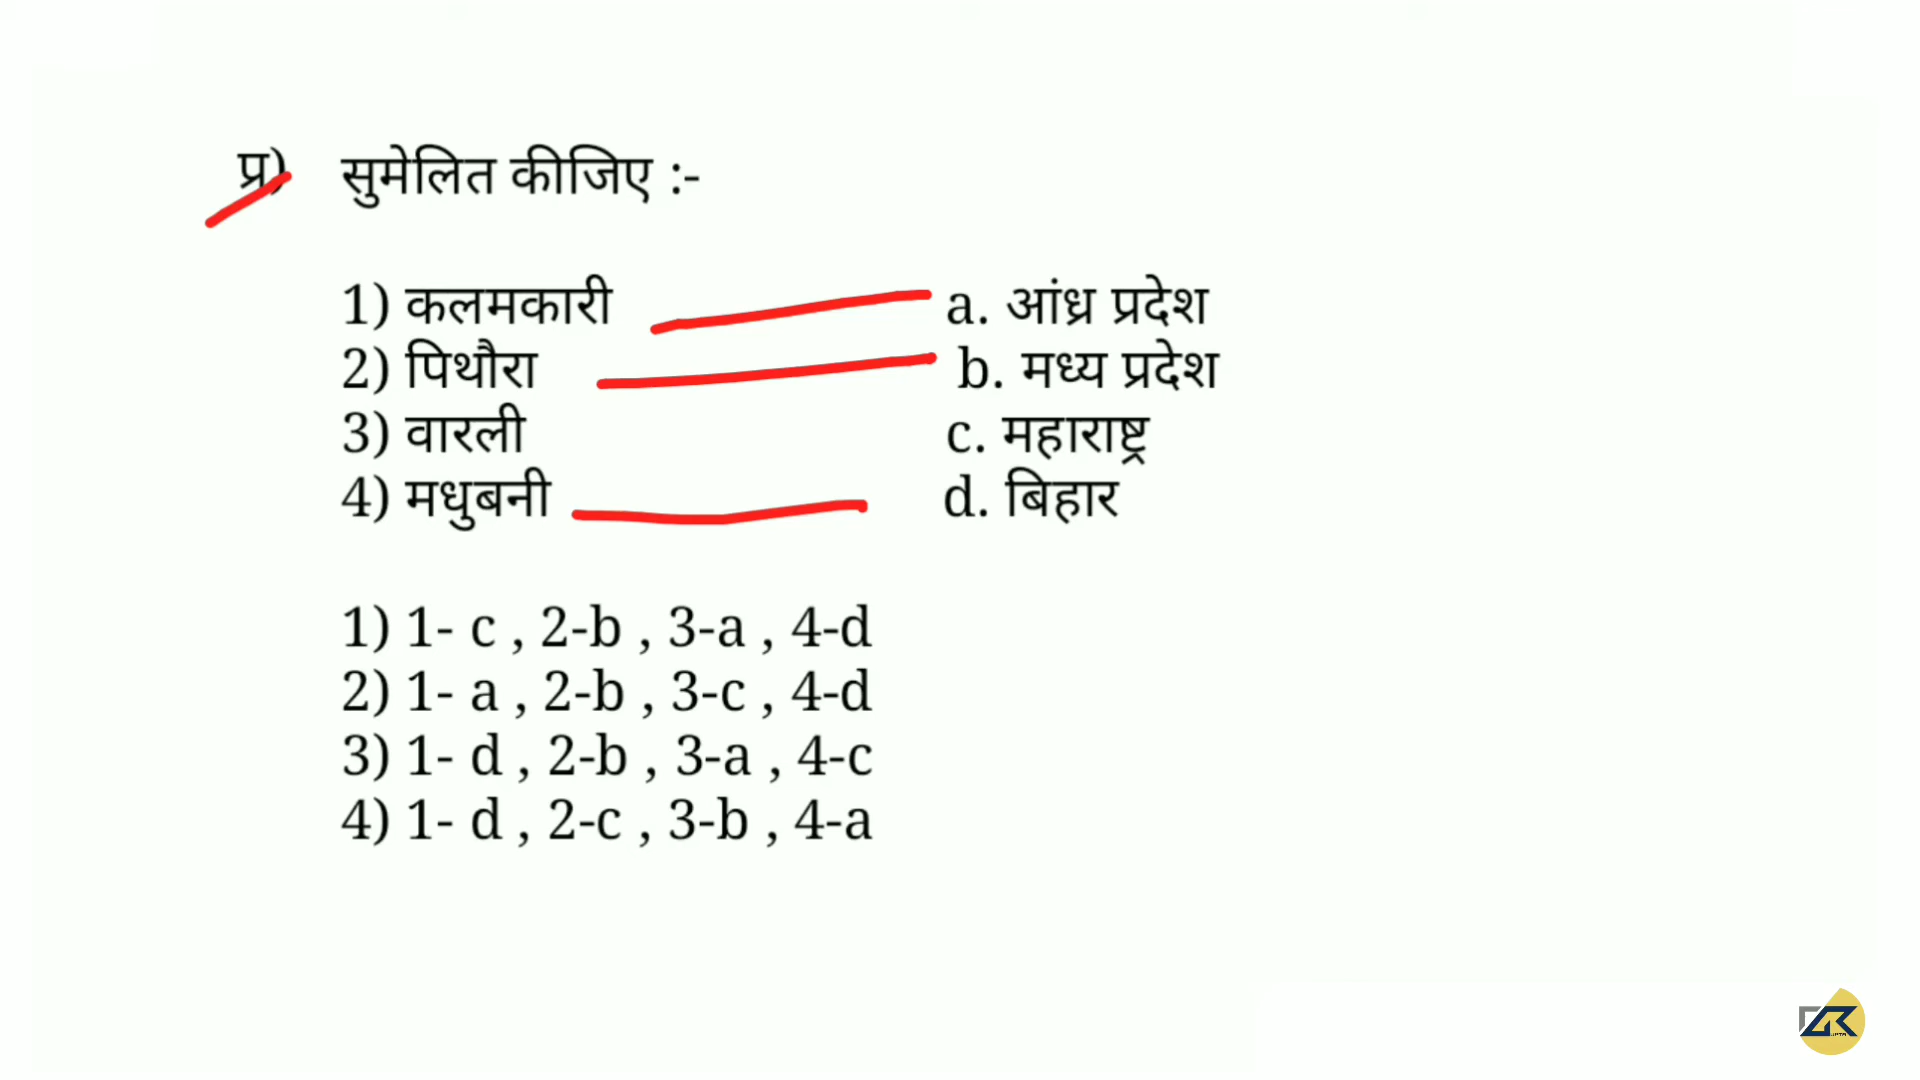 प्र) सुमेलित कीजिए :-
1) कलमकारी a. आंध्र प्रदेश
2) पिथौरा b. मध्य प्रदेश
3) वारली c. महाराष्ट्र
4) मधुबनी d. बिहार
1) 1- c , 2-b , 3-a , 4-d
2) 1- a , 2-b , 3-c , 4-d
3) 1- d , 2-b , 3-a , 4-c
4) 1- d , 2-c , 3-b , 4-a